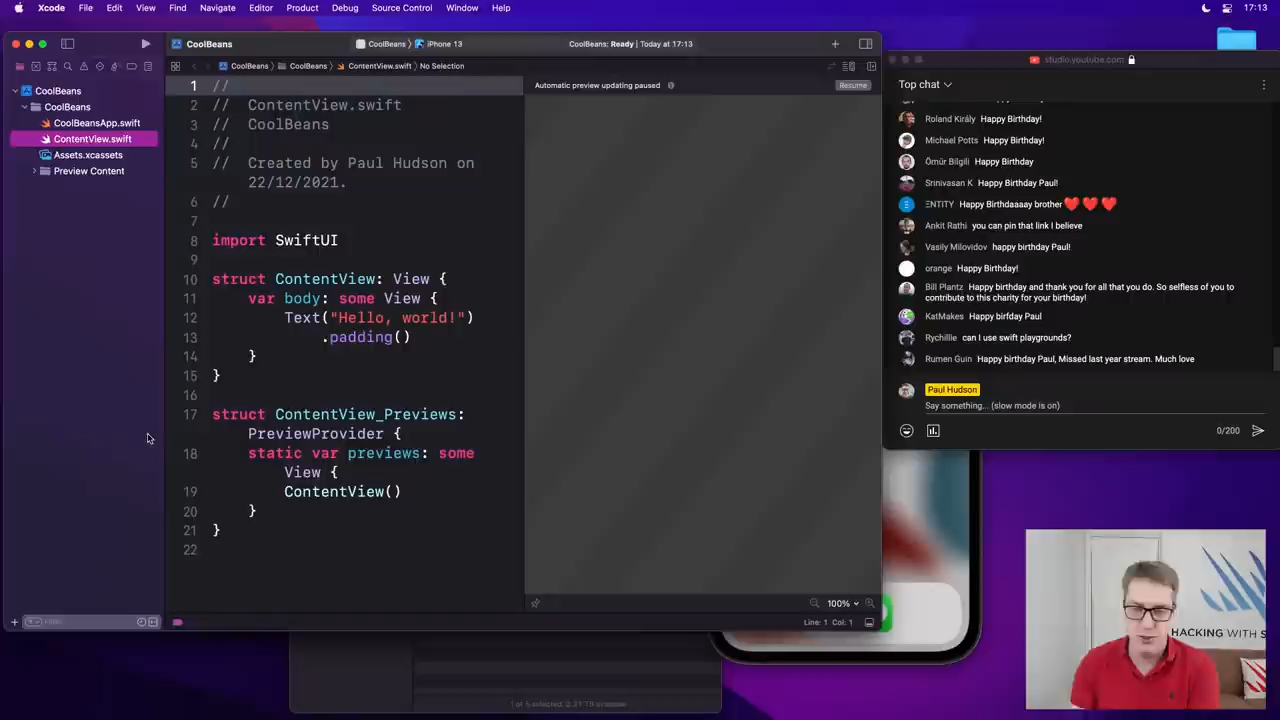 Xcode File Edit View Find Navigate Editor Product Debug Source Control Window Help 17:13
CoolBeans
CoolBeans
iPhone 13
CoolBeans: Ready | Today at 17:13
CoolBeans
CoolBeans
ContentView.swift
No Selection
CoolBeans
CoolBeans
CoolBeansApp.swift
ContentView.swift
Assets.xcassets
Preview Content
1 //
2 // ContentView.swift
3 // CoolBeans
4 //
5 // Created by Paul Hudson on
22/12/2021.
6 //
7
8 import SwiftUI
9
10 struct ContentView: View {
11 var body: some View {
12 Text("Hello, world!")
13 .padding()
14 }
15 }
16
17 struct ContentView_Previews:
PreviewProvider {
18 static var previews: some
View {
19 ContentView()
20 }
21 }
22
Automatic preview updating paused
Resume
100%
Line: 1 Col: 1
studio.youtube.com
Top chat
Roland Király Happy Birthday!
Michael Potts Happy Birthday!
Ömür Bilgili Happy Birthday
Srinivasan K Happy Birthday Paul!
ΞNTITY Happy Birthdaaaay brother
Ankit Rathi you can pin that link I believe
Vasily Milovidov happy birthday Paul!
orange Happy Birthday!
Bill Plantz Happy birthday and thank you for all that you do. So selfless of you to
contribute to this charity for your birthday!
KatMakes Happy birfday Paul
Rychillie can I use swift playgrounds?
Rumen Guin Happy birthday Paul, Missed last year stream. Much love
Paul Hudson
Say something... (slow mode is on)
0/200
HACKING WITH S